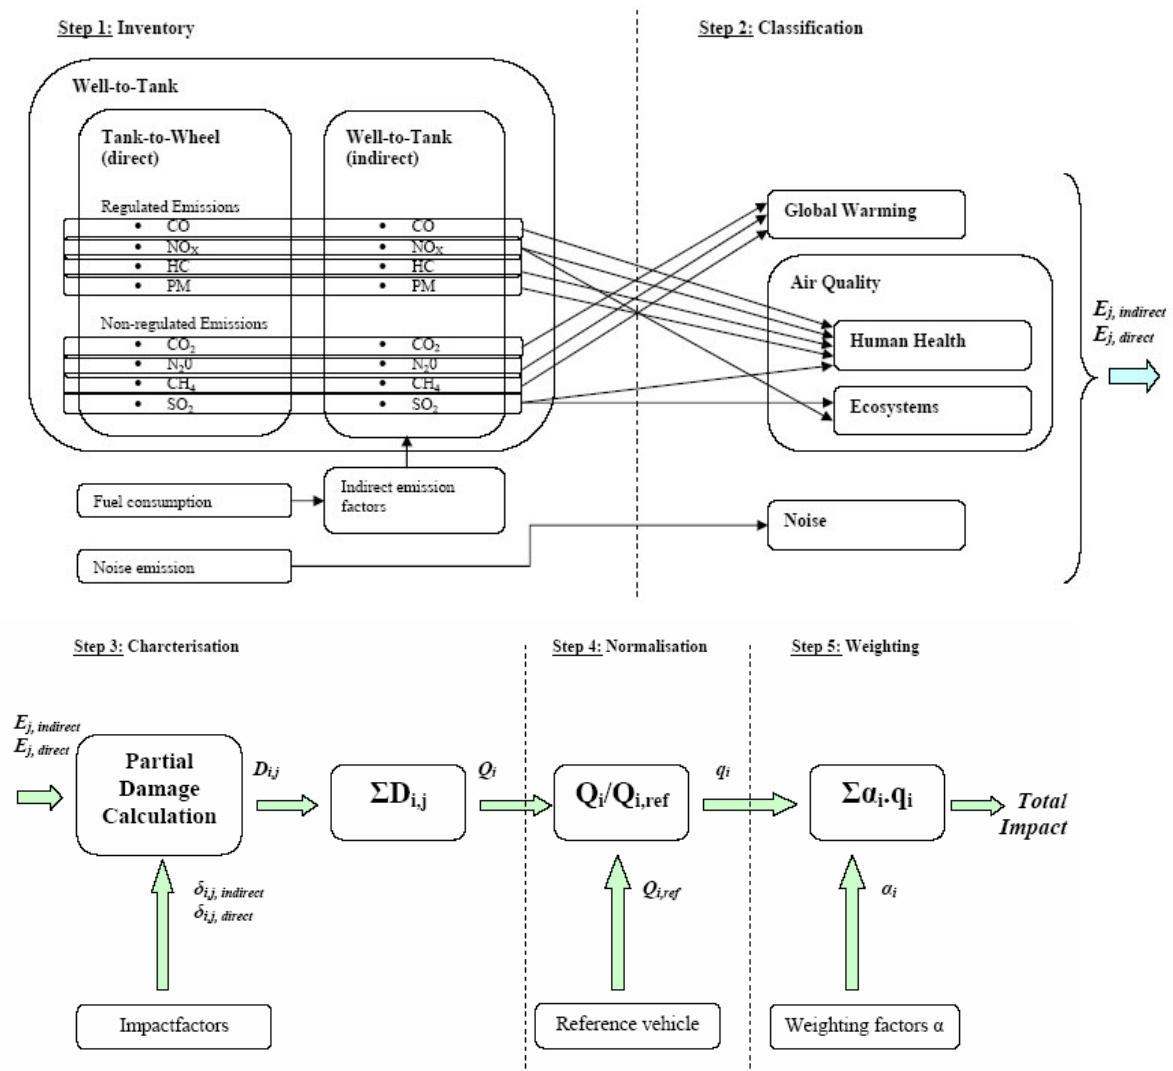 Step 1: Inventory
Step 2: Classification
Well-to-Tank
Tank-to-Wheel
(direct)
Well-to-Tank
(indirect)
Regulated Emissions
• CO
• NOX
• HC
• PM
• CO
• NOX
• HC
• PM
Non-regulated Emissions
• CO2
• N20
• CH4
• SO2
• CO2
• N20
• CH4
• SO2
Fuel consumption
Indirect emission
factors
Noise emission
Global Warming
Air Quality
Human Health
Ecosystems
Noise
Ej, indirect
Ej, direct
Step 3: Charcterisation
Step 4: Normalisation
Step 5: Weighting
Ej, indirect
Ej, direct
Partial
Damage
Calculation
Di,j
ΣDi,j
Qi
Qi/Qi,ref
qi
Σαi.qi
Total
Impact
δi,j, indirect
δi,j, direct
Qi,ref
αi
Impactfactors
Reference vehicle
Weighting factors α